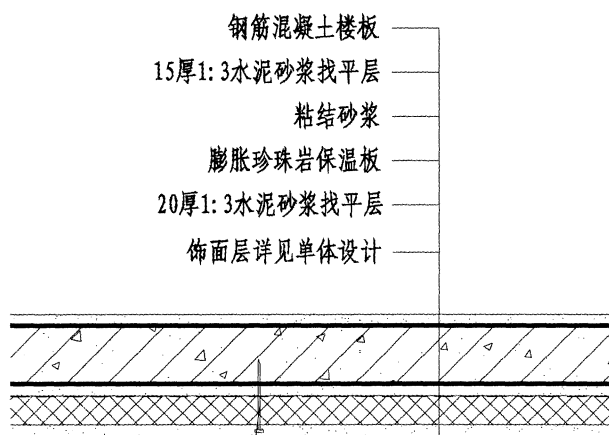 钢筋混凝土楼板
15厚1:3水泥砂浆找平层
粘结砂浆
膨胀珍珠岩保温板
20厚1:3水泥砂浆找平层
饰面层详见单体设计